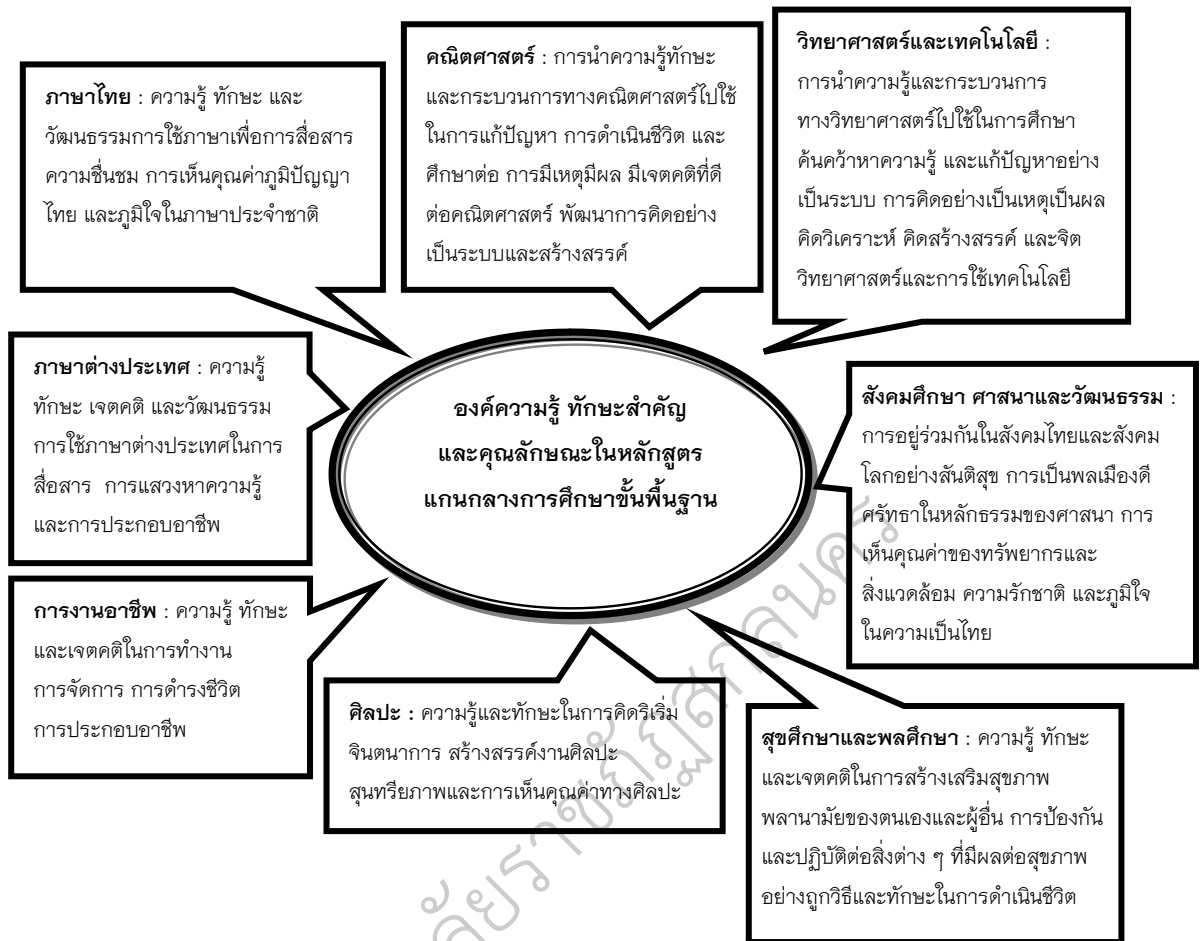 ภาษาไทย : ความรู้ ทักษะ และ
วัฒนธรรมการใช้ภาษาเพื่อการสื่อสาร
ความชื่นชม การเห็นคุณค่าภูมิปัญญา
ไทย และภูมิใจในภาษาประจำชาติ
คณิตศาสตร์ : การนำความรู้ทักษะ
และกระบวนการทางคณิตศาสตร์ไปใช้
ในการแก้ปัญหา การดำเนินชีวิต และ
ศึกษาต่อ การมีเหตุมีผล มีเจตคติที่ดี
ต่อคณิตศาสตร์ พัฒนาการคิดอย่าง
เป็นระบบและสร้างสรรค์
วิทยาศาสตร์และเทคโนโลยี :
การนำความรู้และกระบวนการ
ทางวิทยาศาสตร์ไปใช้ในการศึกษา
ค้นคว้าหาความรู้ และแก้ปัญหาอย่าง
เป็นระบบ การคิดอย่างเป็นเหตุเป็นผล
คิดวิเคราะห์ คิดสร้างสรรค์ และจิต
วิทยาศาสตร์และการใช้เทคโนโลยี
ภาษาต่างประเทศ : ความรู้
ทักษะ เจตคติ และวัฒนธรรม
การใช้ภาษาต่างประเทศในการ
สื่อสาร การแสวงหาความรู้
และการประกอบอาชีพ
องค์ความรู้ ทักษะสำคัญ
และคุณลักษณะในหลักสูตร
แกนกลางการศึกษาขั้นพื้นฐาน
สังคมศึกษา ศาสนาและวัฒนธรรม :
การอยู่ร่วมกันในสังคมไทยและสังคม
โลกอย่างสันติสุข การเป็นพลเมืองดี
ศรัทธาในหลักธรรมของศาสนา การ
เห็นคุณค่าของทรัพยากรและ
สิ่งแวดล้อม ความรักชาติ และภูมิใจ
ในความเป็นไทย
การงานอาชีพ : ความรู้ ทักษะ
และเจตคติในการทำงาน
การจัดการ การดำรงชีวิต
การประกอบอาชีพ
ศิลปะ : ความรู้และทักษะในการคิดริเริ่ม
จินตนาการ สร้างสรรค์งานศิลปะ
สุนทรียภาพและการเห็นคุณค่าทางศิลปะ
สุขศึกษาและพลศึกษา : ความรู้ ทักษะ
และเจตคติในการสร้างเสริมสุขภาพ
พลานามัยของตนเองและผู้อื่น การป้องกัน
และปฏิบัติต่อสิ่งต่าง ๆ ที่มีผลต่อสุขภาพ
อย่างถูกวิธีและทักษะในการดำเนินชีวิต
ลัยราชภัฏสกลนคร